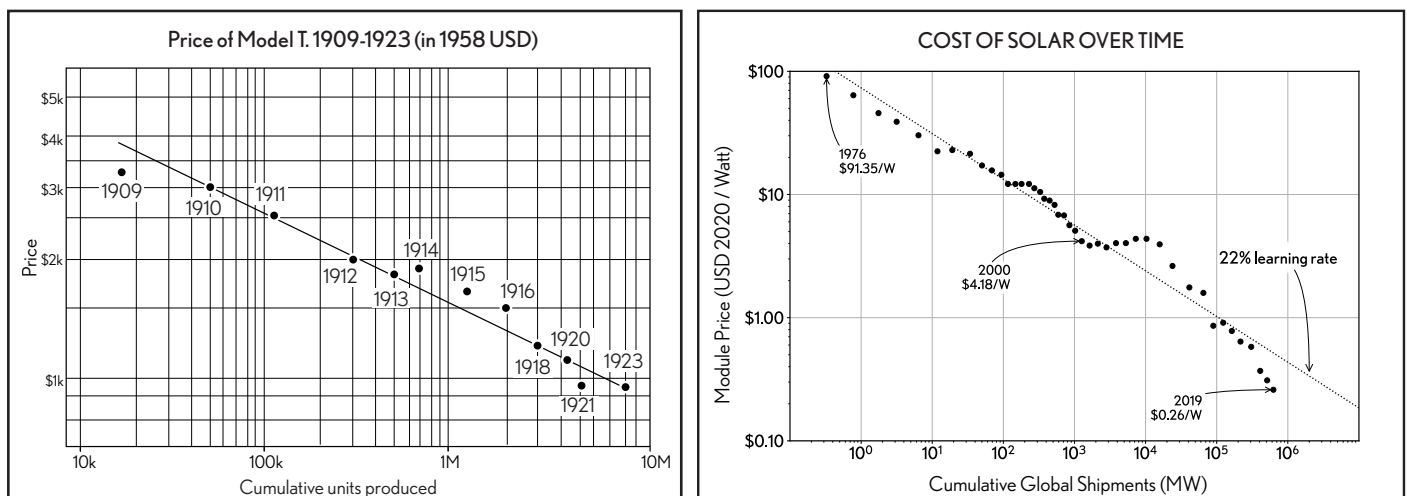 Price of Model T. 1909-1923 (in 1958 USD)
$5k
$4k
$3k
$2k
$1k
Price
1909
1910
1911
1912
1913
1914
1915
1916
1918
1920
1921
1923
10k
100k
1M
10M
Cumulative units produced
COST OF SOLAR OVER TIME
$100
$10
$1.00
$0.10
Module Price (USD 2020 / Watt)
1976
$91.35/W
2000
$4.18/W
22% learning rate
2019
$0.26/W
10⁰
10¹
10²
10³
10⁴
10⁵
10⁶
Cumulative Global Shipments (MW)